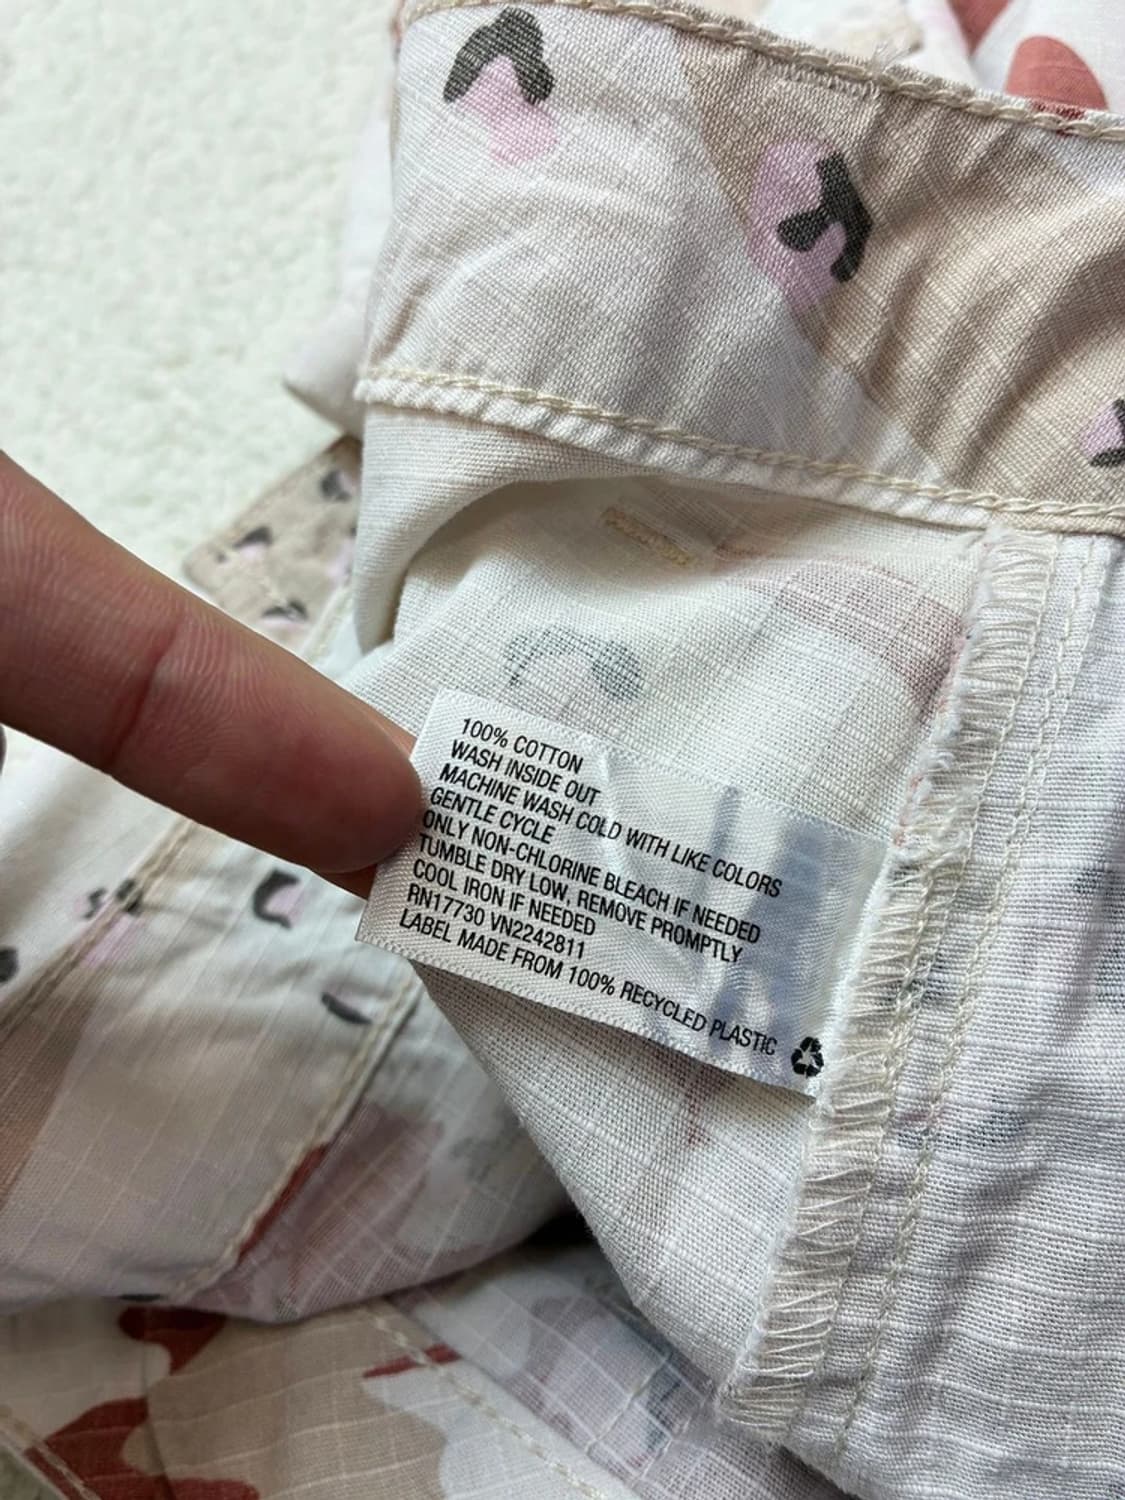 100% COTTON
WASH INSIDE OUT
MACHINE WASH COLD WITH LIKE COLORS
GENTLE CYCLE
ONLY NON-CHLORINE BLEACH IF NEEDED
TUMBLE DRY LOW, REMOVE PROMPTLY
COOL IRON IF NEEDED
RN17730 VN2242811
LABEL MADE FROM 100% RECYCLED PLASTIC